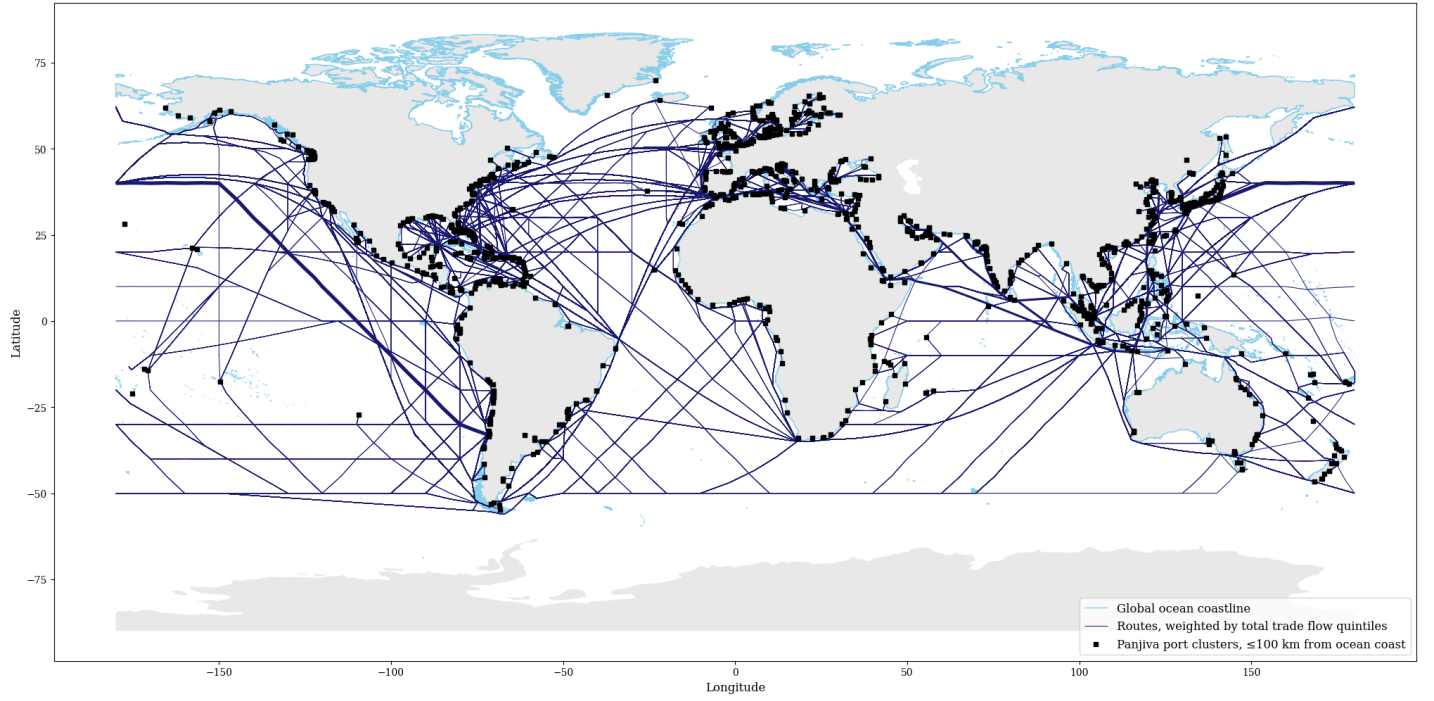 75
50
25
0
−25
−50
−75
Latitude
−150
−100
−50
0
50
100
150
Longitude
Global ocean coastline
Routes, weighted by total trade flow quintiles
Panjiva port clusters, ≤100 km from ocean coast